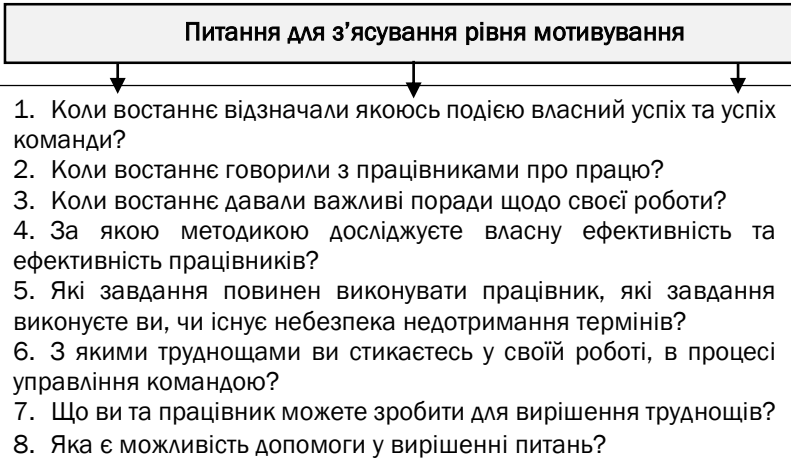 Питання для з’ясування рівня мотивування
1. Коли востаннє відзначали якоюсь подією власний успіх та успіх
команди?
2. Коли востаннє говорили з працівниками про працю?
3. Коли востаннє давали важливі поради щодо своєї роботи?
4. За якою методикою досліджуєте власну ефективність та
ефективність працівників?
5. Які завдання повинен виконувати працівник, які завдання
виконуєте ви, чи існує небезпека недотримання термінів?
6. З якими труднощами ви стикаєтесь у своїй роботі, в процесі
управління командою?
7. Що ви та працівник можете зробити для вирішення труднощів?
8. Яка є можливість допомоги у вирішенні питань?